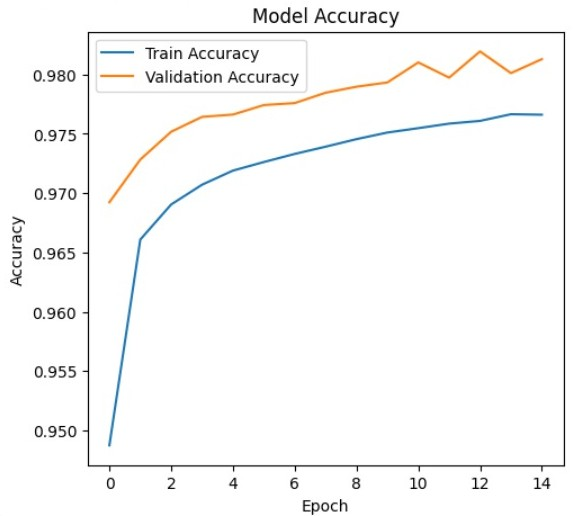 Model Accuracy
Train Accuracy
Validation Accuracy
0.980
0.975
0.970
0.965
0.960
0.955
0.950
Accuracy
0 2 4 6 8 10 12 14
Epoch